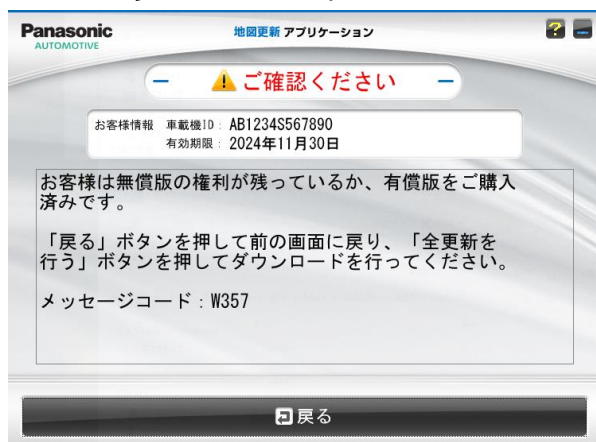 Panasonic
AUTOMOTIVE
地図更新 アプリケーション
?
ご確認ください
お客様情報 車載機ID : AB1234S567890
有効期限 : 2024年11月30日
お客様は無償版の権利が残っているか、有償版をご購入
済みです。
「戻る」ボタンを押して前の画面に戻り、「全更新を
行う」ボタンを押してダウンロードを行ってください。
メッセージコード : W357
戻る